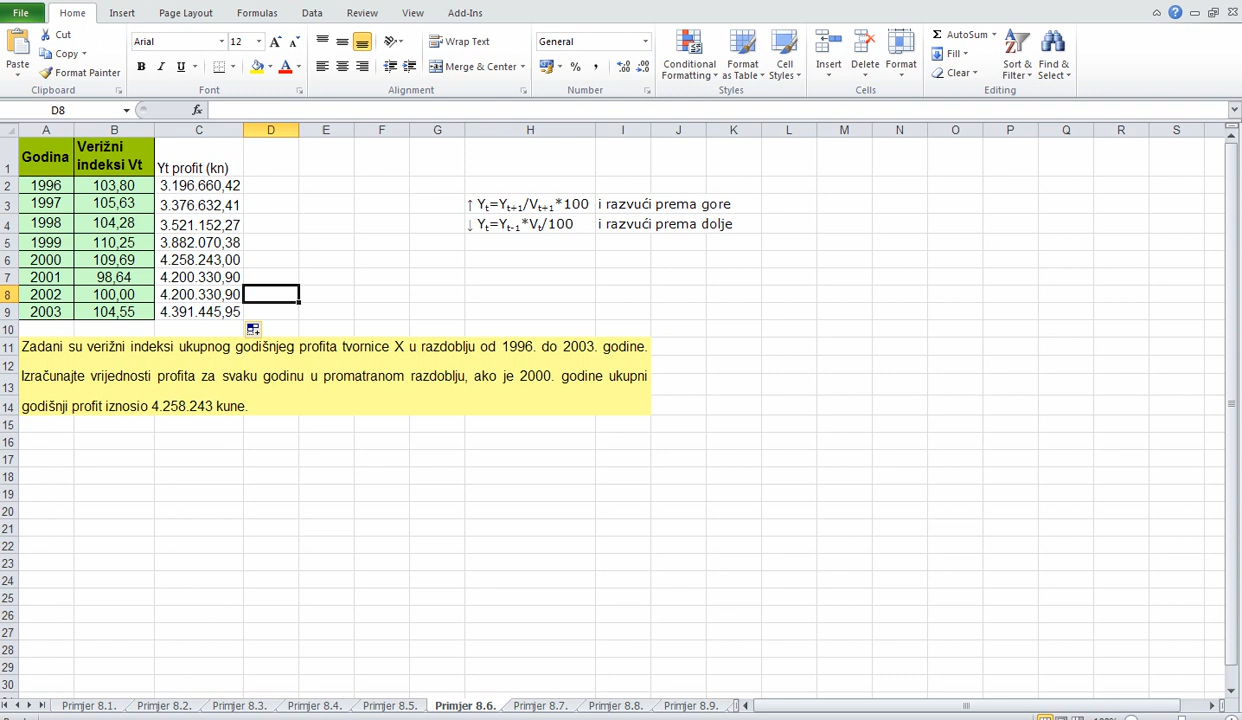 File Home Insert Page Layout Formulas Data Review View Add-Ins
Cut AutoSum
Arial 12 Wrap Text General
Copy Fill
Paste Conditional Formatting Format as Table Cell Styles Insert Delete Format Sort & Filter Find & Select
Format Painter B I U Merge & Center % , Clear
Clipboard Font Alignment Number Styles Cells Editing
D8 fx
A B C D E F G H I J K L M N O P Q R S
1 Godina Verižni indeksi Vt Yt profit (kn)
2 1996 103,80 3.196.660,42
3 1997 105,63 3.376.632,41 ↑ Yt=Yt+1/Vt+1*100 i razvući prema gore
4 1998 104,28 3.521.152,27 ↓ Yt=Yt-1*Vt/100 i razvući prema dolje
5 1999 110,25 3.882.070,38
6 2000 109,69 4.258.243,00
7 2001 98,64 4.200.330,90
8 2002 100,00 4.200.330,90
9 2003 104,55 4.391.445,95
10
11 Zadani su verižni indeksi ukupnog godišnjeg profita tvornice X u razdoblju od 1996. do 2003. godine.
12
13 Izračunajte vrijednosti profita za svaku godinu u promatranom razdoblju, ako je 2000. godine ukupni
14 godišnji profit iznosio 4.258.243 kune.
15
16
17
18
19
20
21
22
23
24
25
26
27
28
29
30
Primjer 8.1. Primjer 8.2. Primjer 8.3. Primjer 8.4. Primjer 8.5. Primjer 8.6. Primjer 8.7. Primjer 8.8. Primjer 8.9.